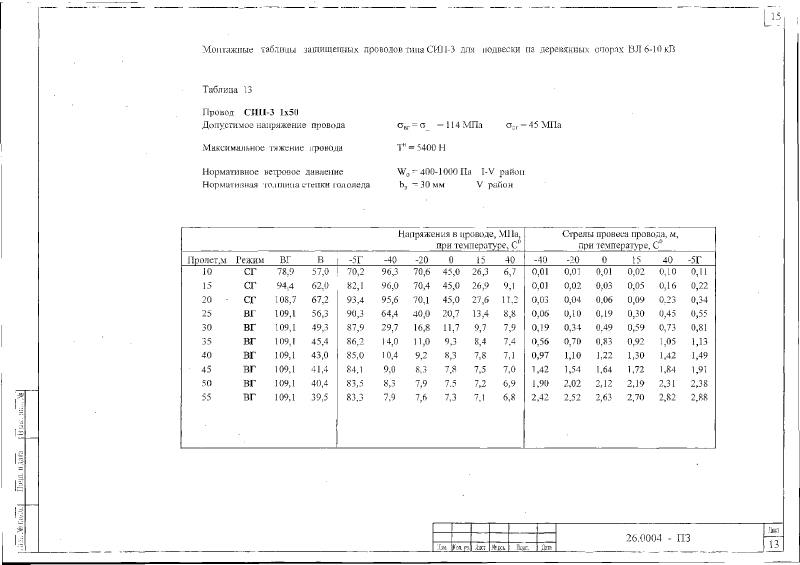 15
Монтажные таблицы защищенных проводов типа СИП-3 для подвески на деревянных опорах ВЛ 6-10 кВ
Таблица 13
Провод СИП-3 1х50
Допустимое напряжение провода σвг = σ_ = 114 МПа σсг = 45 МПа
Максимальное тяжение провода Тн = 5400 Н
Нормативное ветровое давление W₀ = 400-1000 Па I-V район
Нормативная толщина стенки гололеда bэ = 30 мм V район
Напряжения в проводе, МПа, при температуре, С⁰ Стрелы провеса провода, м, при температуре, С⁰
Пролет,м Режим ВГ В -5Г -40 -20 0 15 40 -40 -20 0 15 40 -5Г
10 СГ 78,9 57,0 70,2 96,3 70,6 45,0 26,3 6,7 0,01 0,01 0,01 0,02 0,10 0,11
15 СГ 94,4 62,0 82,1 96,0 70,4 45,0 26,9 9,1 0,01 0,02 0,03 0,05 0,16 0,22
20 СГ 108,7 67,2 93,4 95,6 70,1 45,0 27,6 11,2 0,03 0,04 0,06 0,09 0,23 0,34
25 ВГ 109,1 56,3 90,3 64,4 40,0 20,7 13,4 8,8 0,06 0,10 0,19 0,30 0,45 0,55
30 ВГ 109,1 49,3 87,9 29,7 16,8 11,7 9,7 7,9 0,19 0,34 0,49 0,59 0,73 0,81
35 ВГ 109,1 45,4 86,2 14,0 11,0 9,3 8,4 7,4 0,56 0,70 0,83 0,92 1,05 1,13
40 ВГ 109,1 43,0 85,0 10,4 9,2 8,3 7,8 7,1 0,97 1,10 1,22 1,30 1,42 1,49
45 ВГ 109,1 41,4 84,1 9,0 8,3 7,8 7,5 7,0 1,42 1,54 1,64 1,72 1,84 1,91
50 ВГ 109,1 40,4 83,5 8,3 7,9 7,5 7,2 6,9 1,90 2,02 2,12 2,19 2,31 2,38
55 ВГ 109,1 39,5 83,3 7,9 7,6 7,3 7,1 6,8 2,42 2,52 2,63 2,70 2,82 2,88
26.0004 - ПЗ
Лист
13
Изм. Кол.уч. Лист №док. Подп. Дата
Подп. и дата